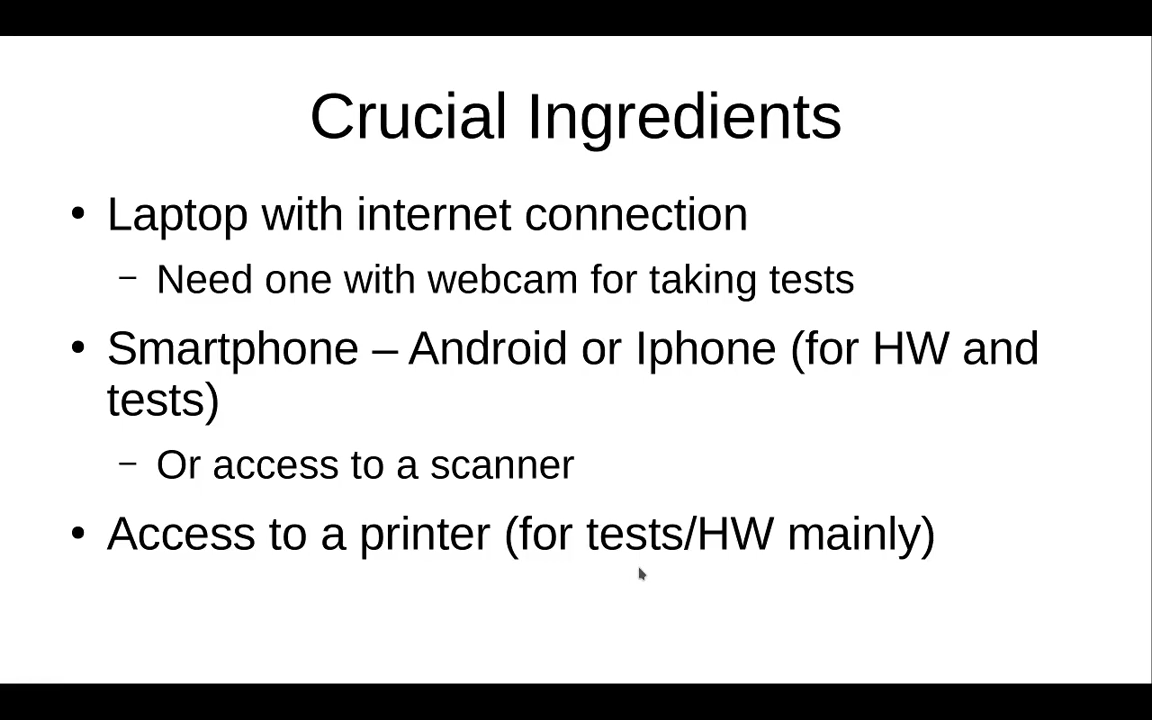 Crucial Ingredients
• Laptop with internet connection
– Need one with webcam for taking tests
• Smartphone – Android or Iphone (for HW and
tests)
– Or access to a scanner
• Access to a printer (for tests/HW mainly)